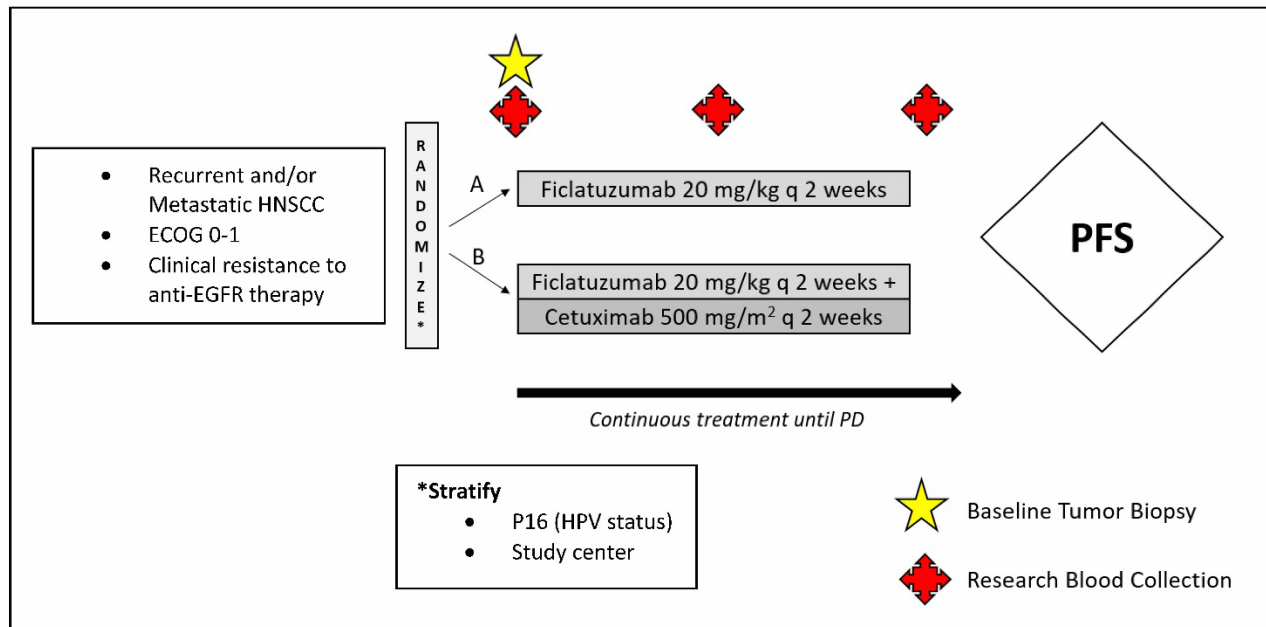 • Recurrent and/or
Metastatic HNSCC
• ECOG 0-1
• Clinical resistance to
anti-EGFR therapy
RANDOMIZE*
A
Ficlatuzumab 20 mg/kg q 2 weeks
B
Ficlatuzumab 20 mg/kg q 2 weeks +
Cetuximab 500 mg/m² q 2 weeks
PFS
Continuous treatment until PD
*Stratify
• P16 (HPV status)
• Study center
Baseline Tumor Biopsy
Research Blood Collection